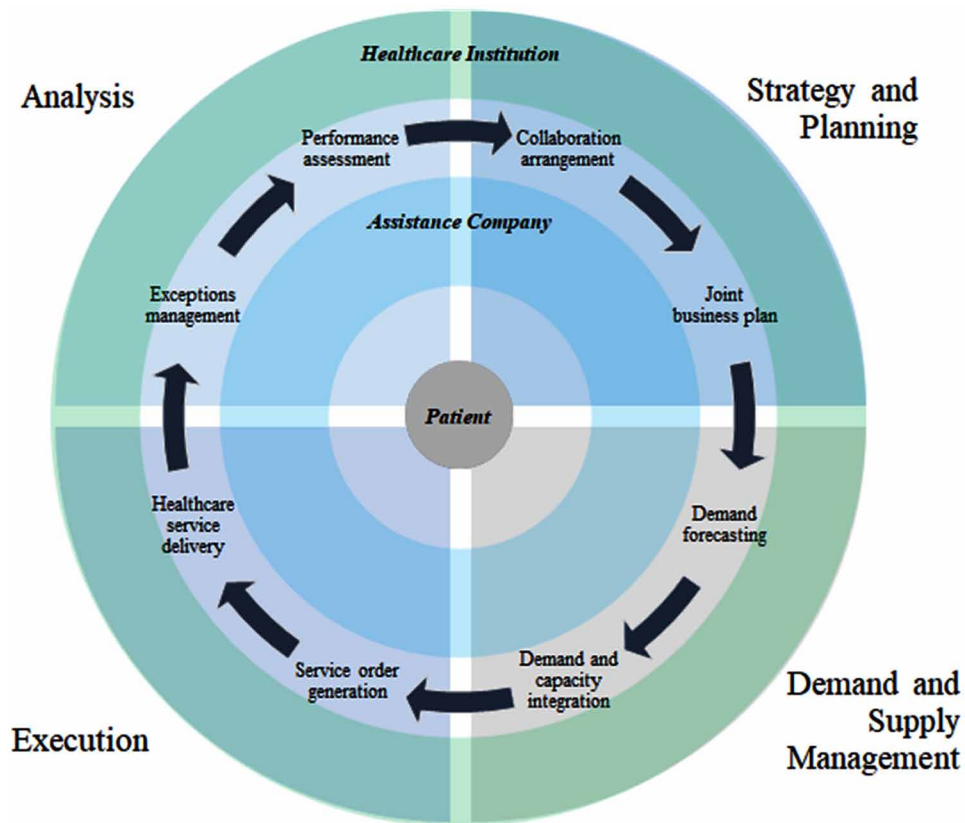 Healthcare Institution
Analysis
Strategy and
Planning
Performance
assessment
Collaboration
arrangement
Assistance Company
Exceptions
management
Joint
business plan
Patient
Healthcare
service
delivery
Demand
forecasting
Service order
generation
Demand and
capacity
integration
Execution
Demand and
Supply
Management